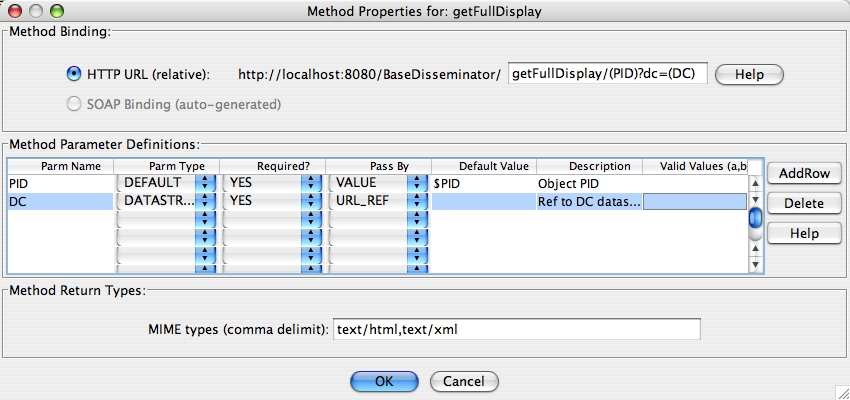 Method Properties for: getFullDisplay
Method Binding:
HTTP URL (relative): http://localhost:8080/BaseDisseminator/ getFullDisplay/(PID)?dc=(DC) Help
SOAP Binding (auto-generated)
Method Parameter Definitions:
Parm Name Parm Type Required? Pass By Default Value Description Valid Values (a,b
PID DEFAULT YES VALUE $PID Object PID
DC DATASTR... YES URL_REF Ref to DC datas...
AddRow
Delete
Help
Method Return Types:
MIME types (comma delimit): text/html,text/xml
OK Cancel